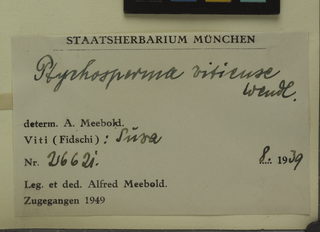 STAATSHERBARIUM MÜNCHEN
Ptychosperma vitiense
Wendl.
determ. A. Meebold.
Viti (Fidschi): Suva
Nr. 26621. 8. 1939
Leg. et ded. Alfred Meebold.
Zugegangen 1949